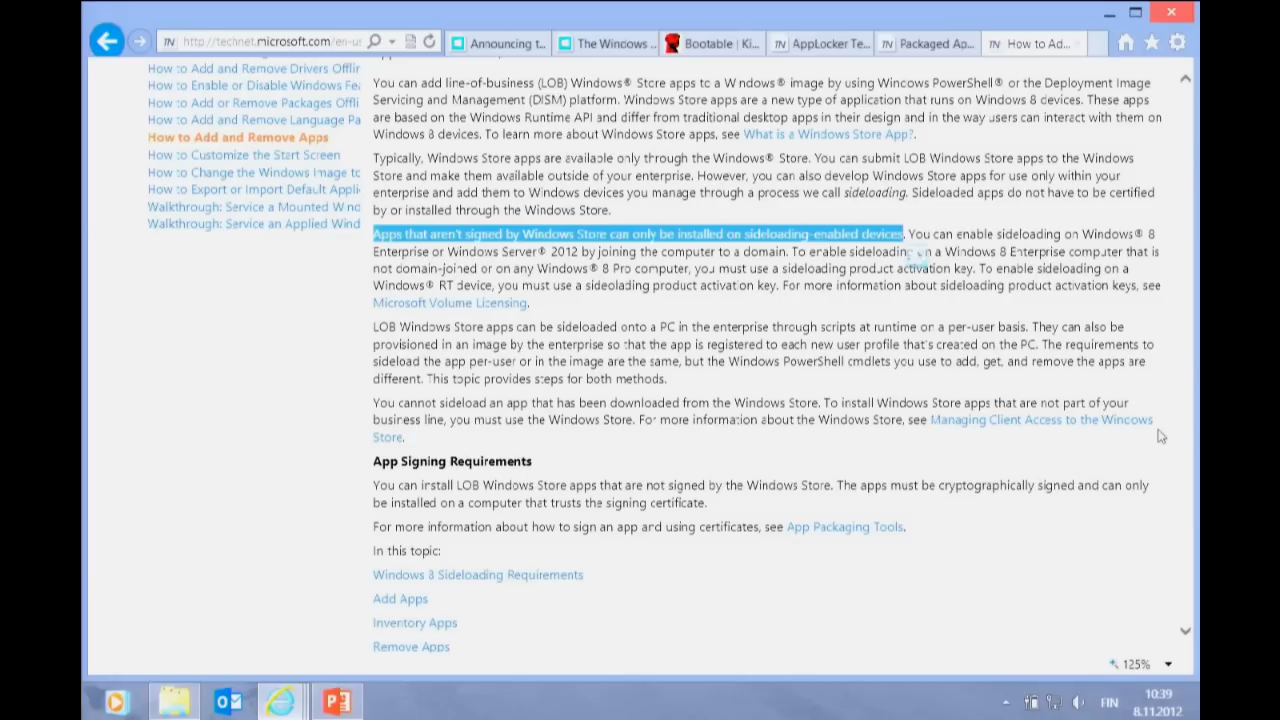 http://technet.microsoft.com/en-us
Announcing t...
The Windows ...
Bootable | Ki...
AppLocker Te...
Packaged Ap...
How to Ad...
How to Add and Remove Drivers Offlin
How to Enable or Disable Windows Fea
How to Add or Remove Packages Offli
How to Add and Remove Language Pa
How to Add and Remove Apps
How to Customize the Start Screen
How to Change the Windows Image to
How to Export or Import Default Appli
Walkthrough: Service a Mounted Wind
Walkthrough: Service an Applied Wind
You can add line-of-business (LOB) Windows® Store apps to a Windows® image by using Windows PowerShell® or the Deployment Image
Servicing and Management (DISM) platform. Windows Store apps are a new type of application that runs on Windows 8 devices. These apps
are based on the Windows Runtime API and differ from traditional desktop apps in their design and in the way users can interact with them on
Windows 8 devices. To learn more about Windows Store apps, see What is a Windows Store App?.
Typically, Windows Store apps are available only through the Windows® Store. You can submit LOB Windows Store apps to the Windows
Store and make them available outside of your enterprise. However, you can also develop Windows Store apps for use only within your
enterprise and add them to Windows devices you manage through a process we call sideloading. Sideloaded apps do not have to be certified
by or installed through the Windows Store.
Apps that aren't signed by Windows Store can only be installed on sideloading-enabled devices. You can enable sideloading on Windows® 8
Enterprise or Windows Server® 2012 by joining the computer to a domain. To enable sideloading on a Windows 8 Enterprise computer that is
not domain-joined or on any Windows® 8 Pro computer, you must use a sideloading product activation key. To enable sideloading on a
Windows® RT device, you must use a sideolading product activation key. For more information about sideloading product activation keys, see
Microsoft Volume Licensing.
LOB Windows Store apps can be sideloaded onto a PC in the enterprise through scripts at runtime on a per-user basis. They can also be
provisioned in an image by the enterprise so that the app is registered to each new user profile that's created on the PC. The requirements to
sideload the app per-user or in the image are the same, but the Windows PowerShell cmdlets you use to add, get, and remove the apps are
different. This topic provides steps for both methods.
You cannot sideload an app that has been downloaded from the Windows Store. To install Windows Store apps that are not part of your
business line, you must use the Windows Store. For more information about the Windows Store, see Managing Client Access to the Windows
Store.
App Signing Requirements
You can install LOB Windows Store apps that are not signed by the Windows Store. The apps must be cryptographically signed and can only
be installed on a computer that trusts the signing certificate.
For more information about how to sign an app and using certificates, see App Packaging Tools.
In this topic:
Windows 8 Sideloading Requirements
Add Apps
Inventory Apps
Remove Apps
125%
FIN
10:39
8.11.2012